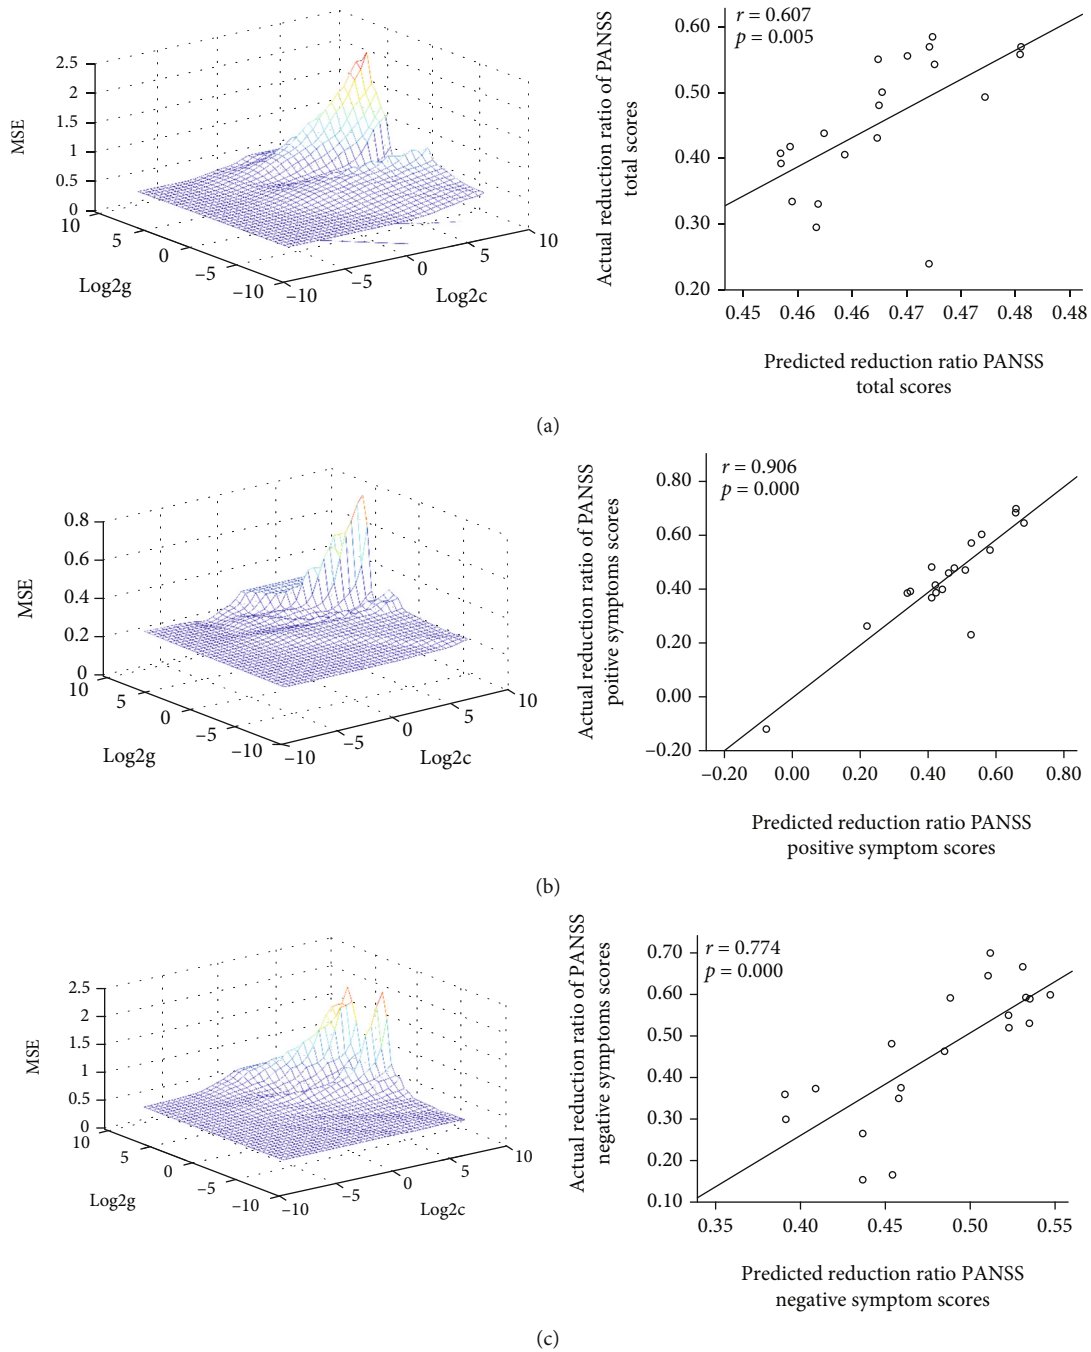 2.5
2
1.5
1
0.5
0
MSE
10
5
0
−5
−10
Log2g
−10
−5
0
5
10
Log2c
r = 0.607
p = 0.005
0.60
0.50
0.40
0.30
0.20
Actual reduction ratio of PANSS
total scores
0.45 0.46 0.46 0.47 0.47 0.48 0.48
Predicted reduction ratio PANSS
total scores
(a)
0.8
0.6
0.4
0.2
0
MSE
10
5
0
−5
−10
Log2g
−10
−5
0
5
10
Log2c
r = 0.906
p = 0.000
0.80
0.60
0.40
0.20
0.00
−0.20
Actual reduction ratio of PANSS
poitive symptoms scores
−0.20 0.00 0.20 0.40 0.60 0.80
Predicted reduction ratio PANSS
positive symptom scores
(b)
2.5
2
1.5
1
0.5
0
MSE
10
5
0
−5
−10
Log2g
−10
−5
0
5
10
Log2c
r = 0.774
p = 0.000
0.70
0.60
0.50
0.40
0.30
0.20
0.10
Actual reduction ratio of PANSS
negative symptoms scores
0.35 0.40 0.45 0.50 0.55
Predicted reduction ratio PANSS
negative symptom scores
(c)